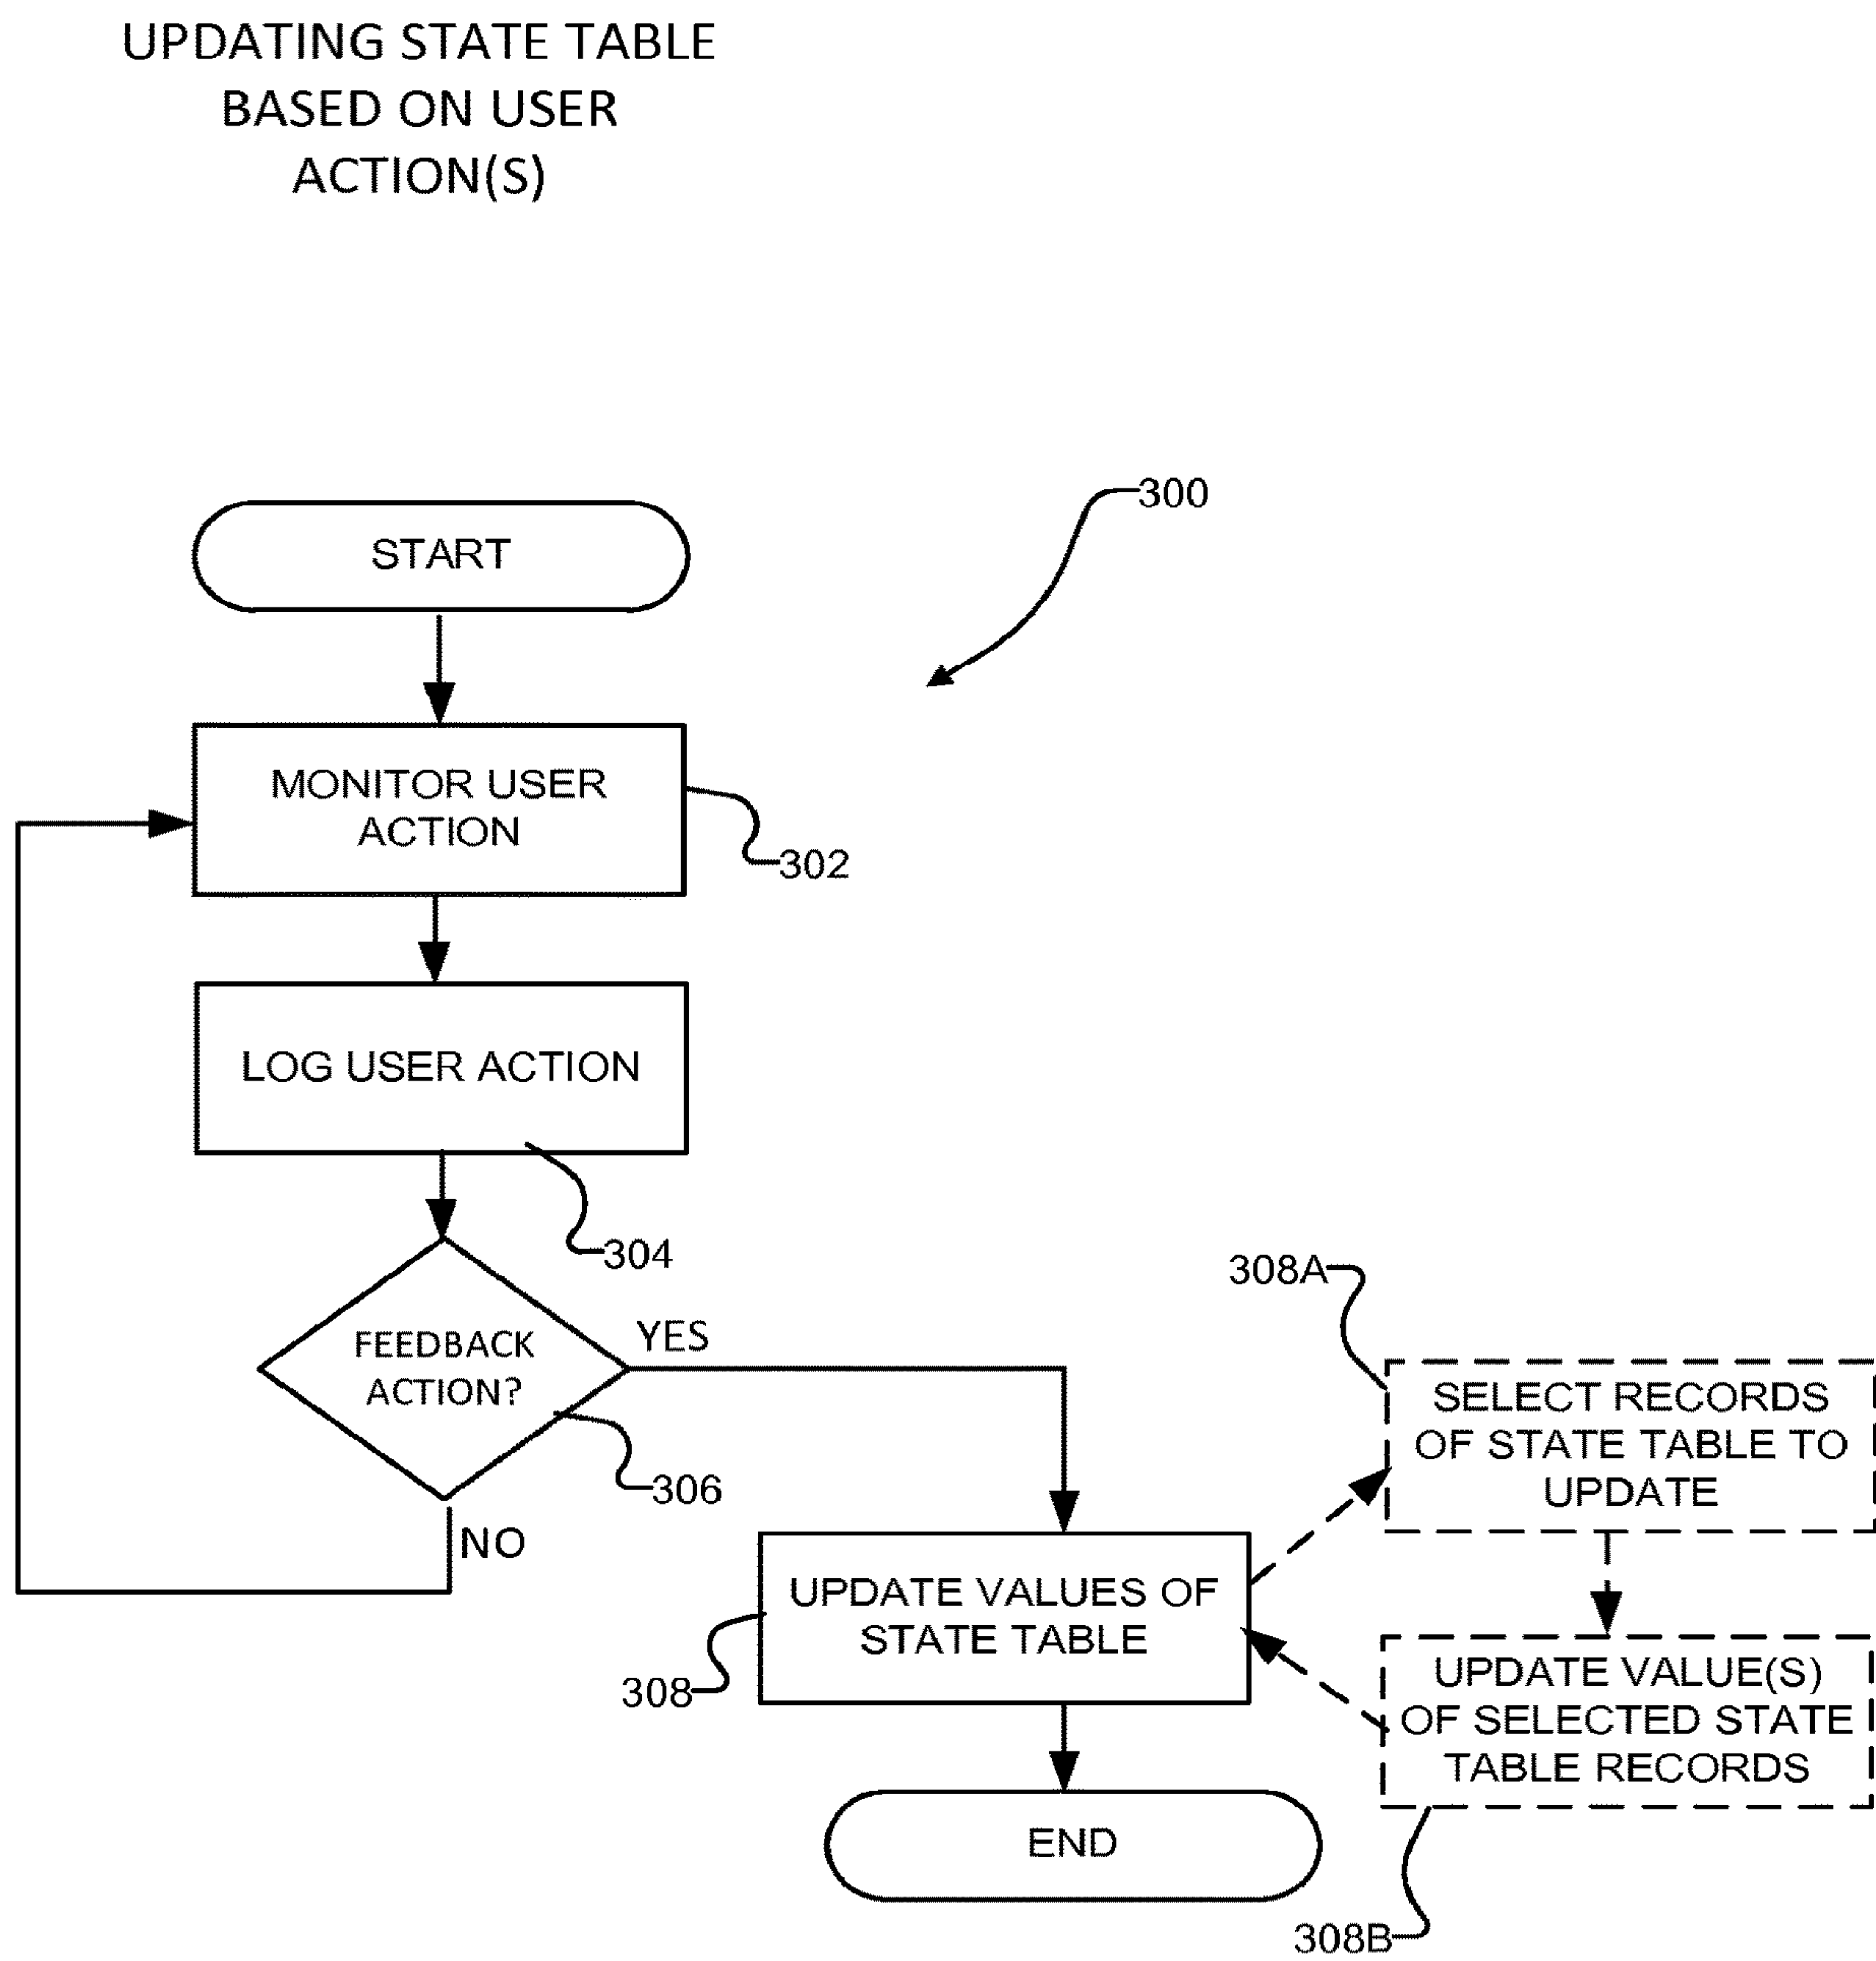 UPDATING STATE TABLE
BASED ON USER
ACTION(S)
300
START
MONITOR USER
ACTION
302
LOG USER ACTION
304
FEEDBACK
ACTION?
YES
306
NO
308A
SELECT RECORDS
OF STATE TABLE TO
UPDATE
UPDATE VALUES OF
STATE TABLE
308
UPDATE VALUE(S)
OF SELECTED STATE
TABLE RECORDS
END
308B